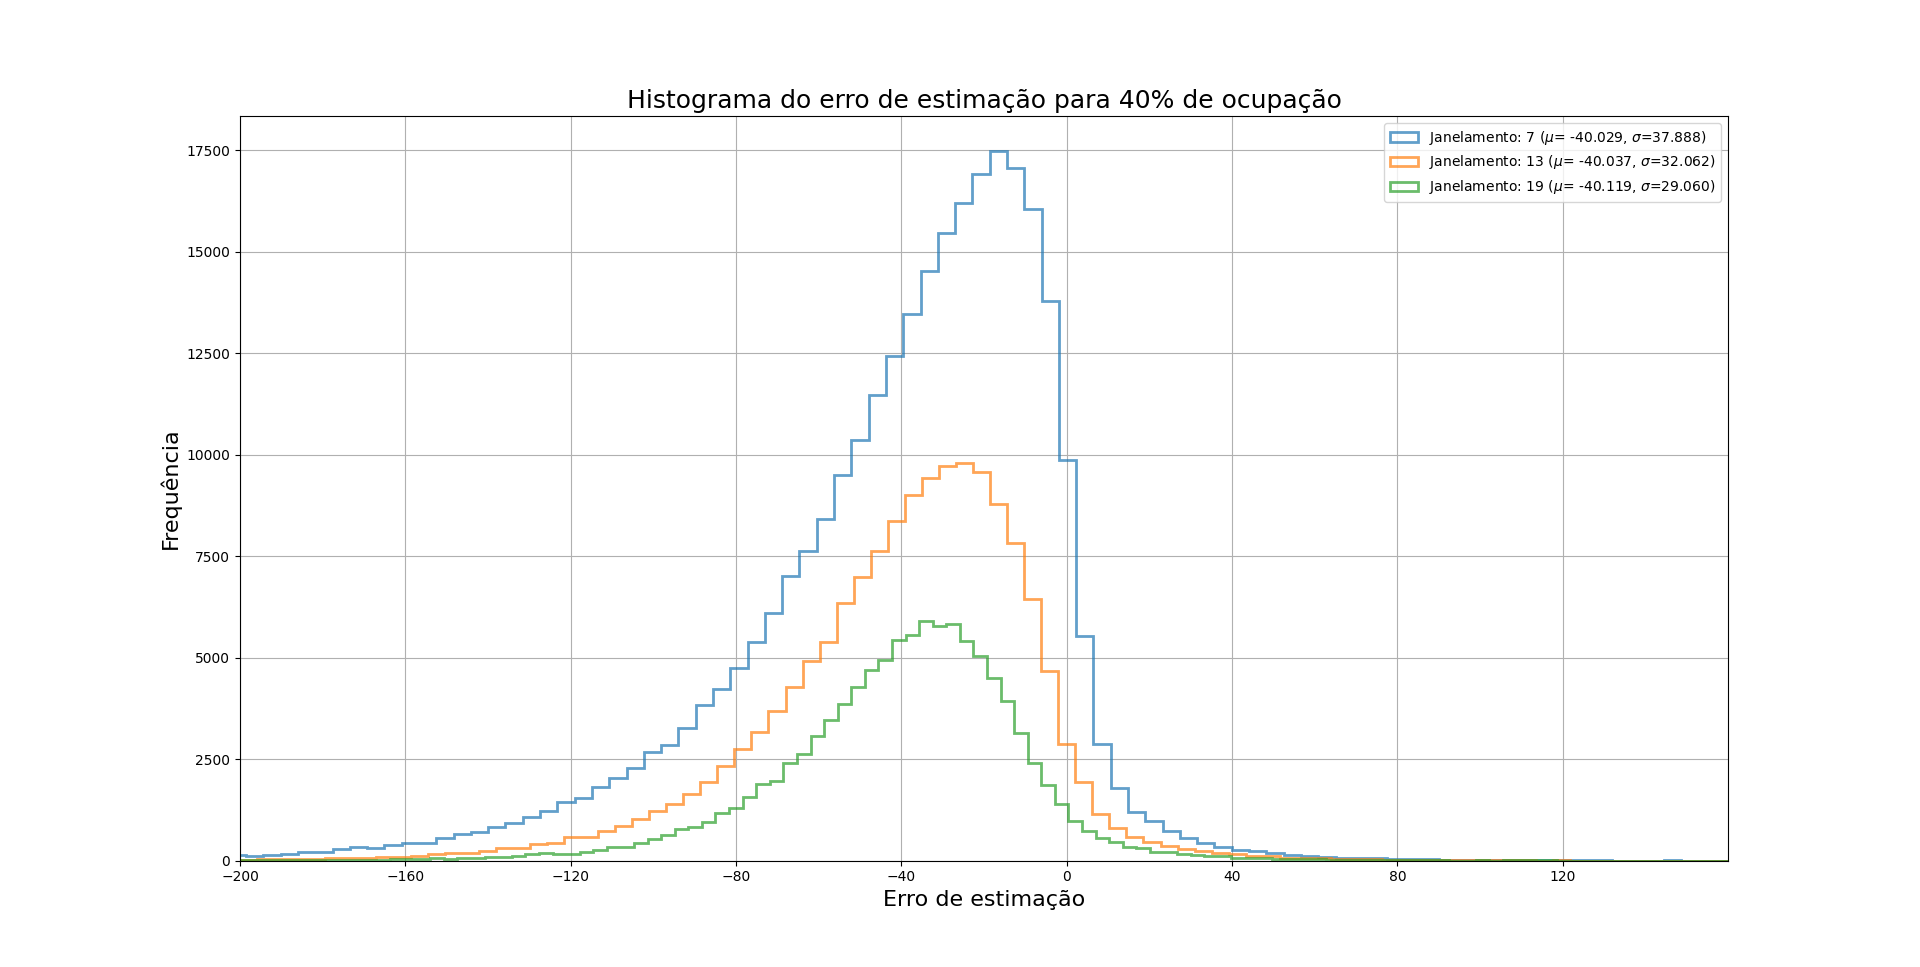 Histograma do erro de estimação para 40% de ocupação
Janelamento: 7 (μ= -40.029, σ=37.888)
Janelamento: 13 (μ= -40.037, σ=32.062)
Janelamento: 19 (μ= -40.119, σ=29.060)
17500
15000
12500
10000
7500
5000
2500
0
Frequência
−200 −160 −120 −80 −40 0 40 80 120
Erro de estimação